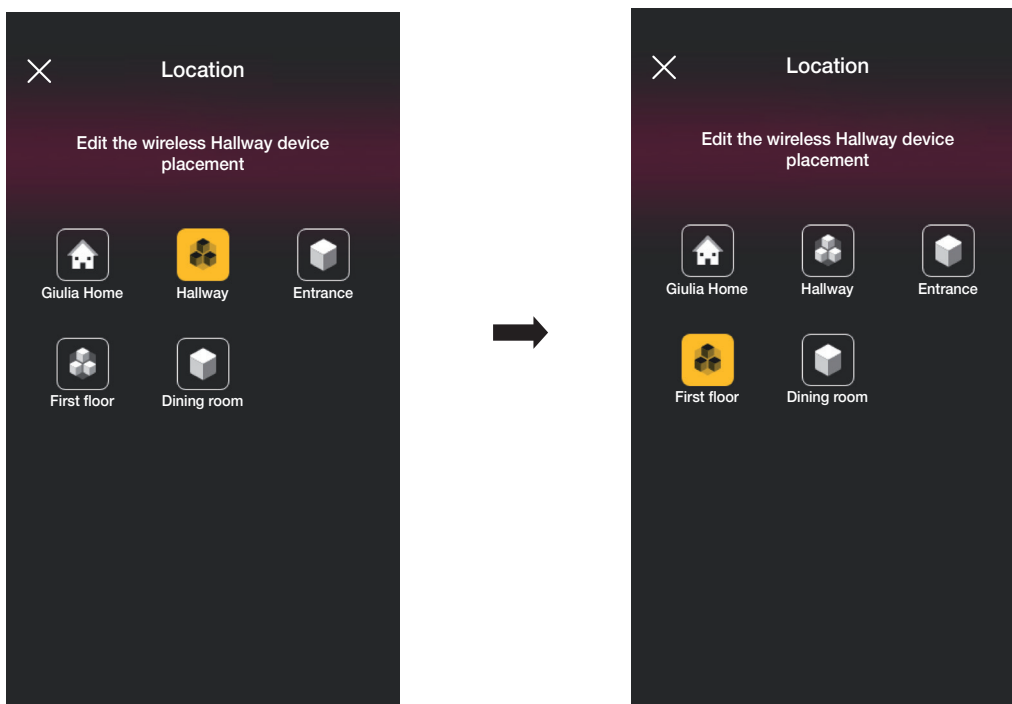 Location
Edit the wireless Hallway device
placement
Giulia Home
Hallway
Entrance
First floor
Dining room
Location
Edit the wireless Hallway device
placement
Giulia Home
Hallway
Entrance
First floor
Dining room